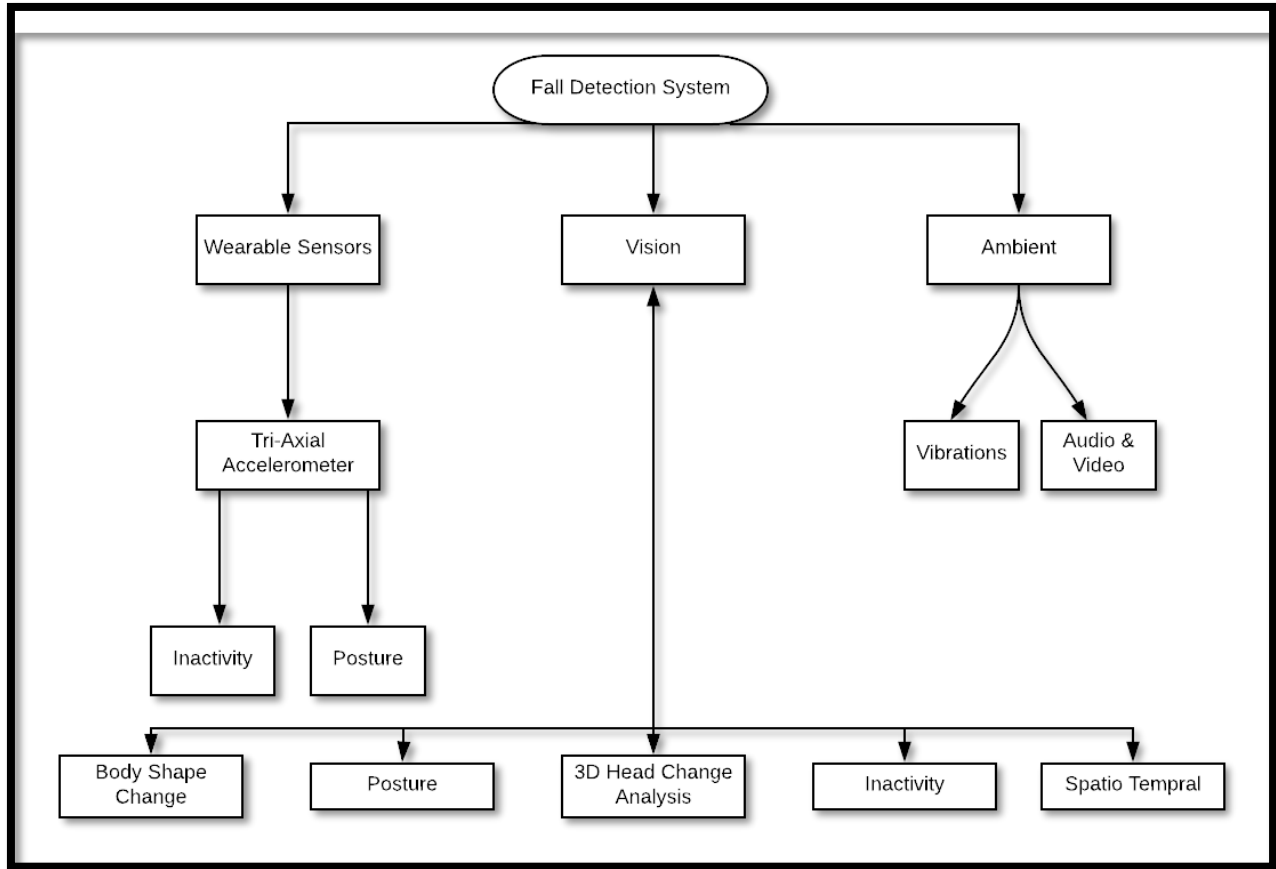 Fall Detection System
Wearable Sensors
Vision
Ambient
Tri-Axial
Accelerometer
Vibrations
Audio &
Video
Inactivity
Posture
Body Shape
Change
Posture
3D Head Change
Analysis
Inactivity
Spatio Tempral